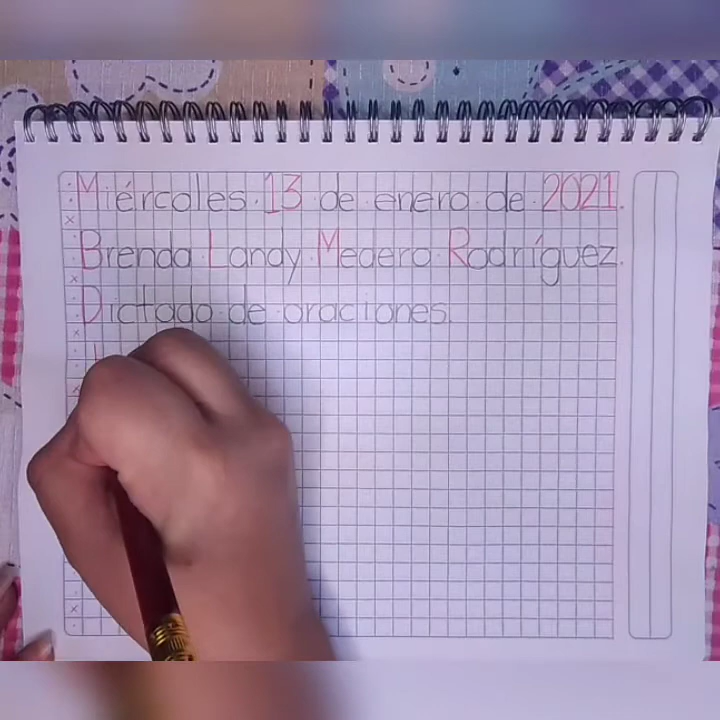 Miércoles 13 de enero de 2021.
Brenda Landy Medero Rodríguez.
Dictado de oraciones.